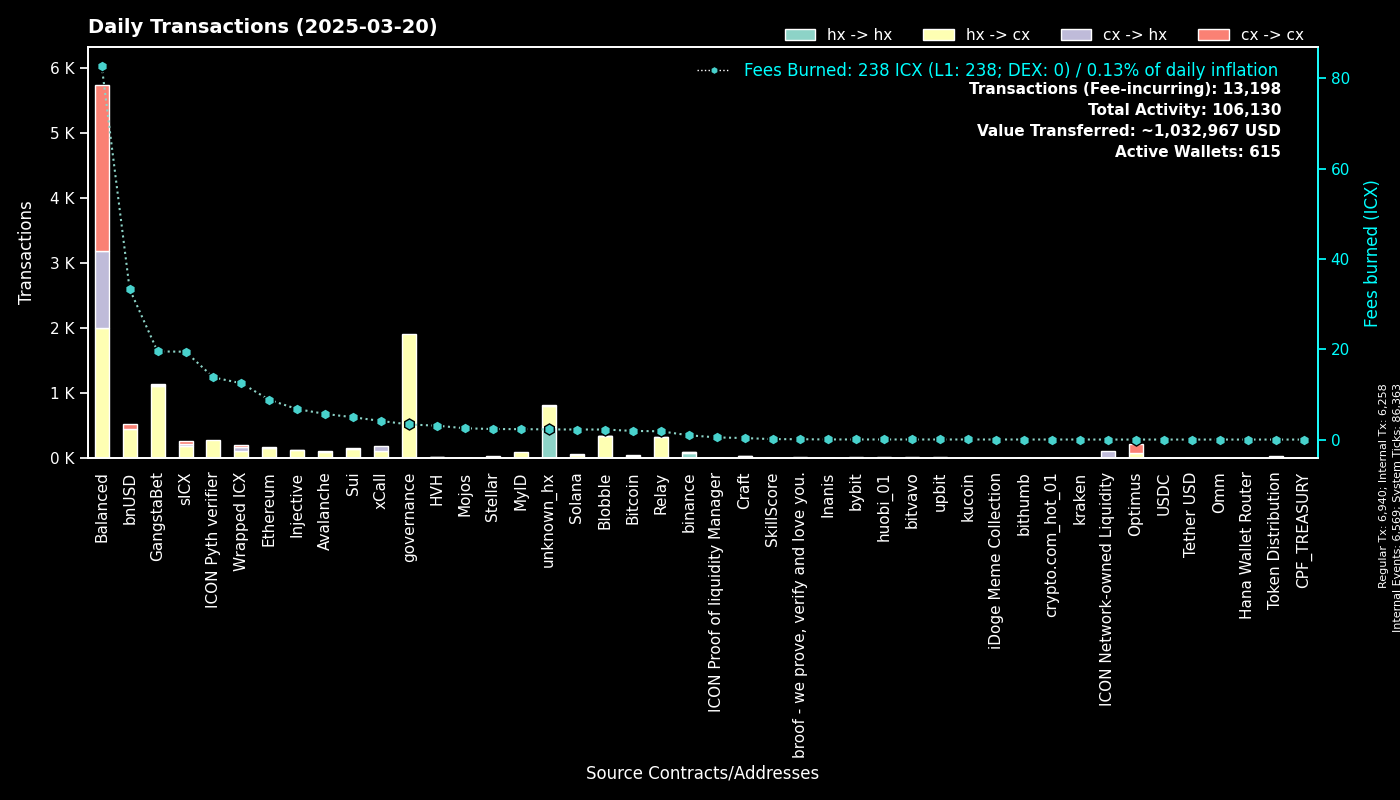 Daily Transactions (2025-03-20)
hx -> hx
hx -> cx
cx -> hx
cx -> cx
Fees Burned: 238 ICX (L1: 238; DEX: 0) / 0.13% of daily inflation
Transactions (Fee-incurring): 13,198
Total Activity: 106,130
Value Transferred: ~1,032,967 USD
Active Wallets: 615
Transactions
6 K
5 K
4 K
3 K
2 K
1 K
0 K
80
60
40
20
0
Fees burned (ICX)
Regular Tx: 6,940; Internal Tx: 6,258
Internal Events: 6,569; System Ticks: 86,363
Balanced
bnUSD
GangstaBet
sICX
ICON Pyth verifier
Wrapped ICX
Ethereum
Injective
Avalanche
Sui
xCall
governance
HVH
Mojos
Stellar
MyID
unknown_hx
Solana
Blobble
Bitcoin
Relay
binance
ICON Proof of liquidity Manager
Craft
SkillScore
broof - we prove, verify and love you.
Inanis
bybit
huobi_01
bitvavo
upbit
kucoin
iDoge Meme Collection
bithumb
crypto.com_hot_01
kraken
ICON Network-owned Liquidity
Optimus
USDC
Tether USD
Omm
Hana Wallet Router
Token Distribution
CPF_TREASURY
Source Contracts/Addresses